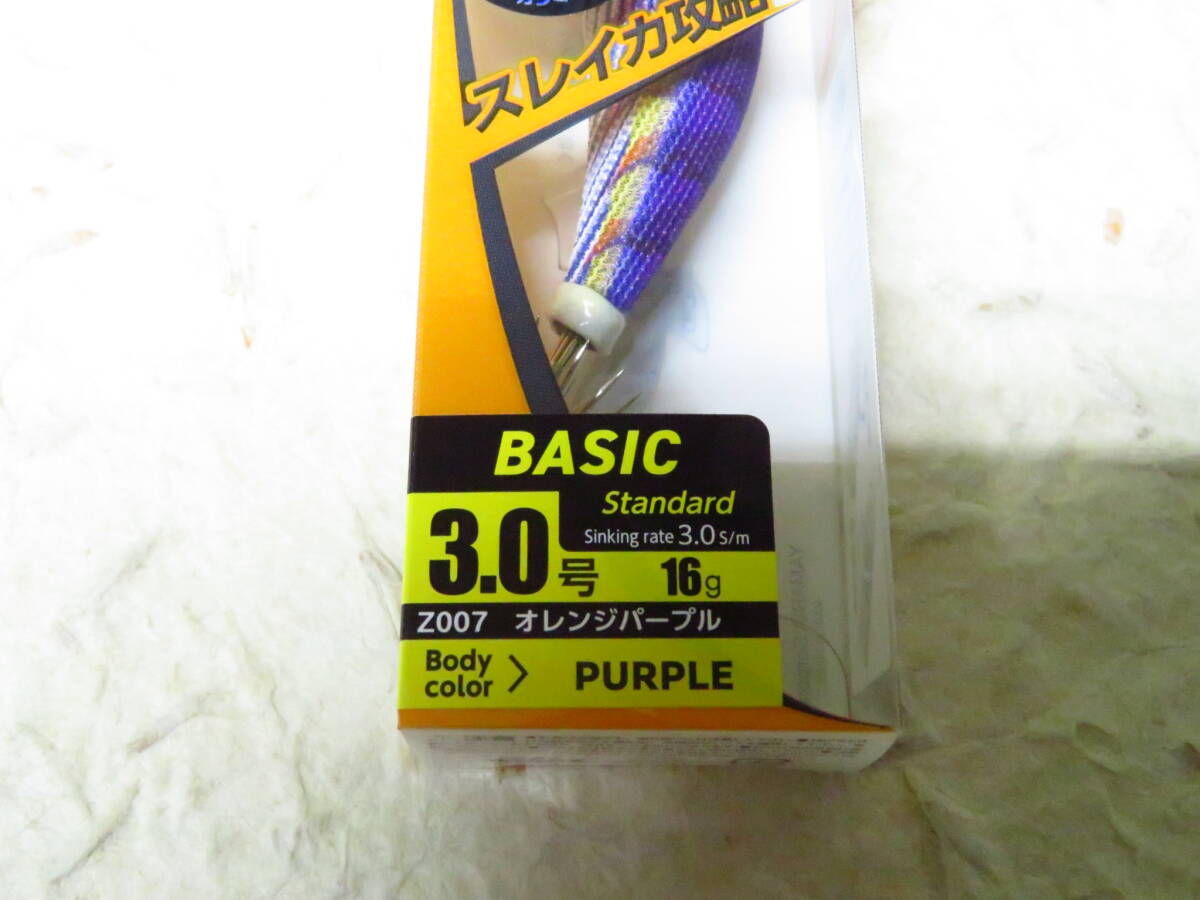 スレイカ攻略
BASIC
Standard
Sinking rate 3.0 S/m
3.0号 16g
Z007 オレンジパープル
Body color > PURPLE